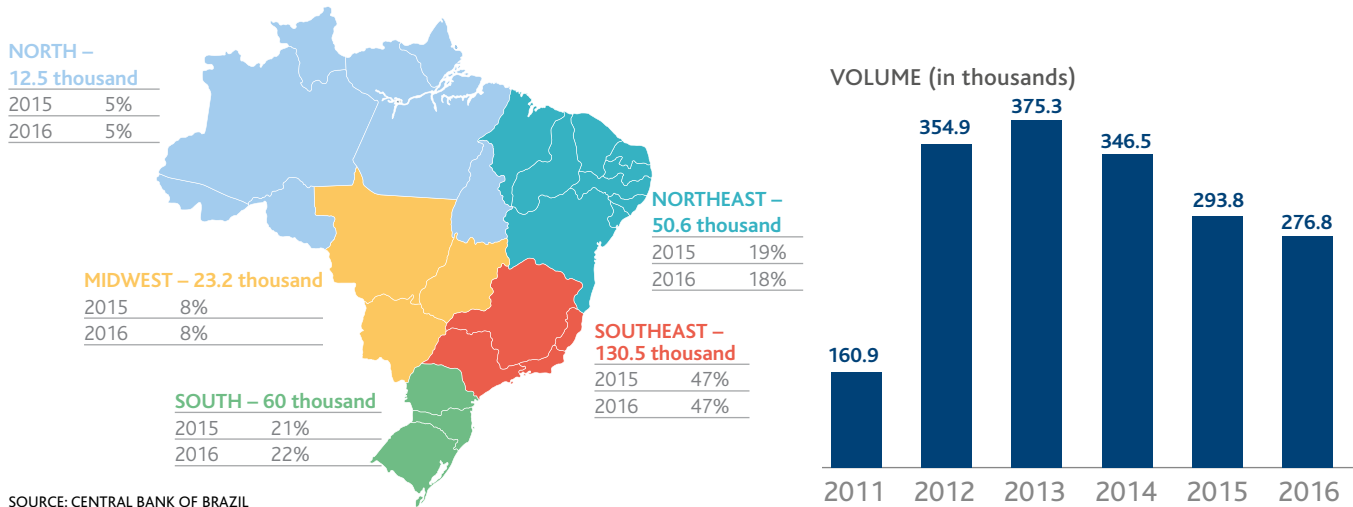 NORTH –
12.5 thousand
2015 5%
2016 5%
NORTHEAST –
50.6 thousand
2015 19%
2016 18%
MIDWEST – 23.2 thousand
2015 8%
2016 8%
SOUTHEAST –
130.5 thousand
2015 47%
2016 47%
SOUTH – 60 thousand
2015 21%
2016 22%
SOURCE: CENTRAL BANK OF BRAZIL
VOLUME (in thousands)
160.9
354.9
375.3
346.5
293.8
276.8
2011 2012 2013 2014 2015 2016